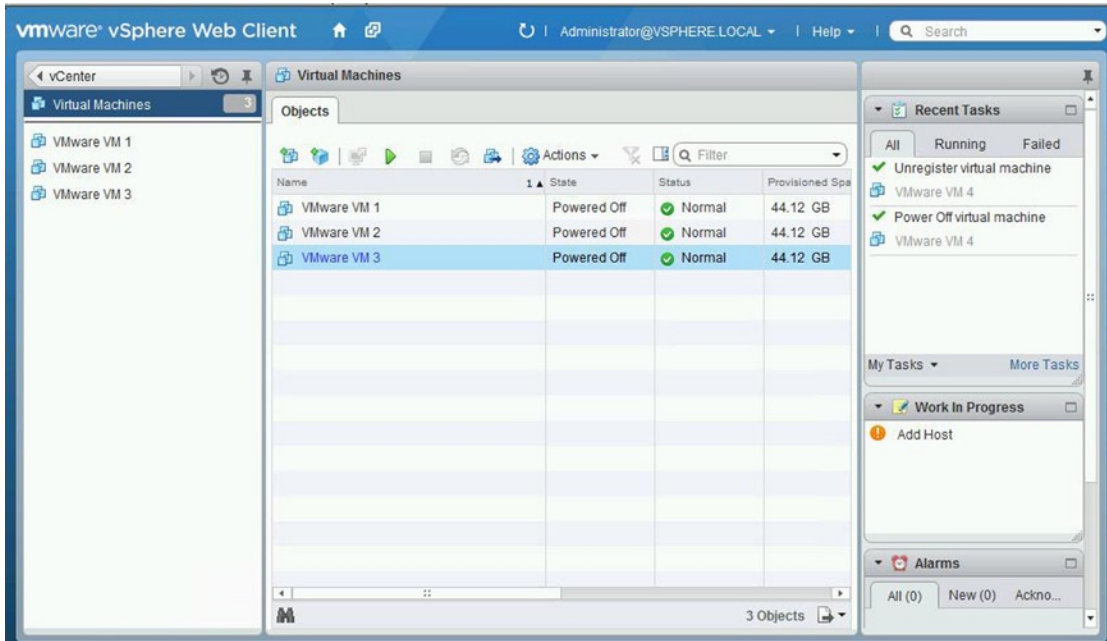 vmware® vSphere Web Client Administrator@VSPHERE.LOCAL Help Search
vCenter
Virtual Machines 3
VMware VM 1
VMware VM 2
VMware VM 3
Virtual Machines
Objects
Actions Filter
Name 1 State Status Provisioned Spa
VMware VM 1 Powered Off Normal 44.12 GB
VMware VM 2 Powered Off Normal 44.12 GB
VMware VM 3 Powered Off Normal 44.12 GB
3 Objects
Recent Tasks
All Running Failed
Unregister virtual machine
VMware VM 4
Power Off virtual machine
VMware VM 4
My Tasks More Tasks
Work In Progress
Add Host
Alarms
All (0) New (0) Ackno...